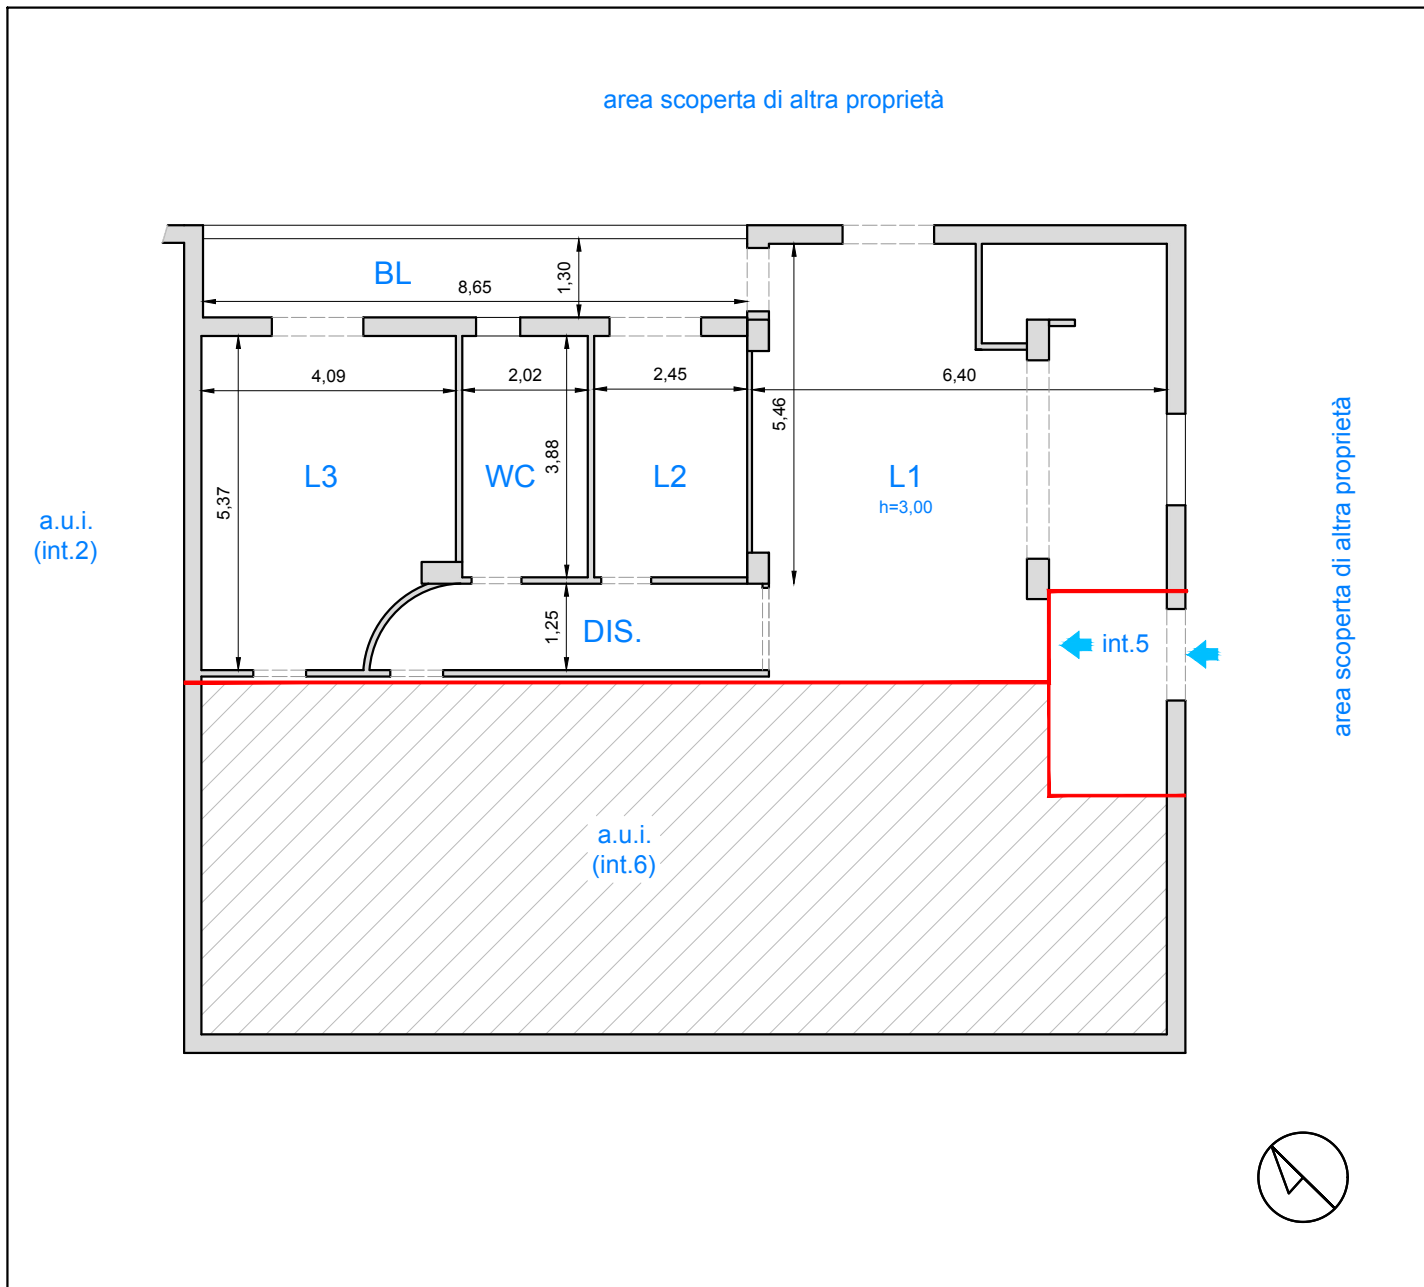 area scoperta di altra proprietà
BL
8,65
1,30
4,09
2,02
2,45
6,40
5,46
area scoperta di altra proprietà
L3
WC
3,88
L2
L1
h=3,00
5,37
a.u.i.
(int.2)
1,25
DIS.
int.5
a.u.i.
(int.6)